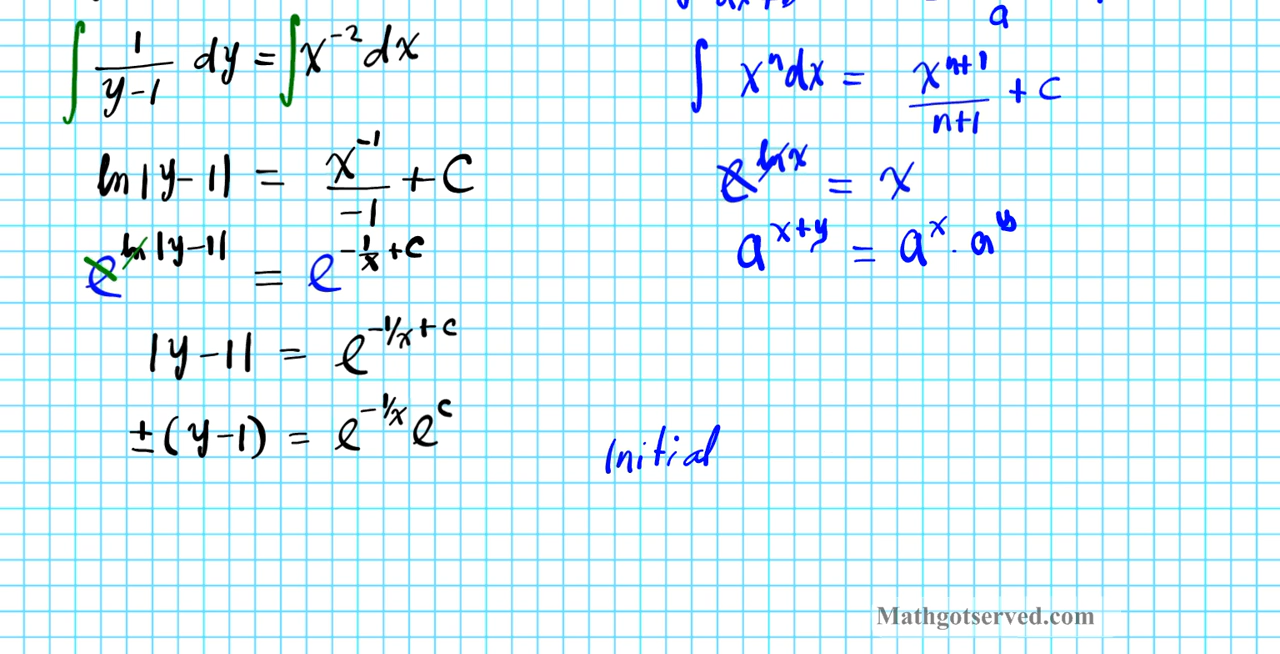 ∫ 1/(y-1) dy = ∫ x^-2 dx
ln|y-1| = x^-1/-1 + C
e^ln|y-1| = e^-1/x+c
|y-1| = e^-1/x+c
±(y-1) = e^-1/x e^c
a
∫ x^n dx = x^n+1/n+1 + c
e^ln x = x
a^x+y = a^x · a^y
Initial
Mathgotserved.com